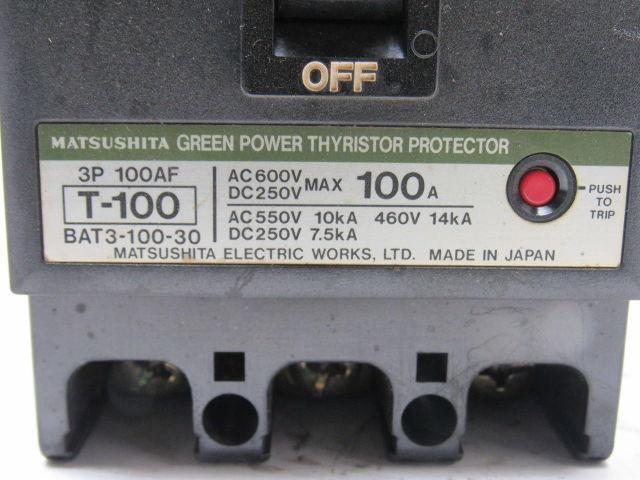 OFF
MATSUSHITA GREEN POWER THYRISTOR PROTECTOR
3P 100AF
T-100
BAT3-100-30
AC600V
DC250V MAX 100A
AC550V 10kA 460V 14kA
DC250V 7.5kA
PUSH
TO
TRIP
MATSUSHITA ELECTRIC WORKS, LTD. MADE IN JAPAN